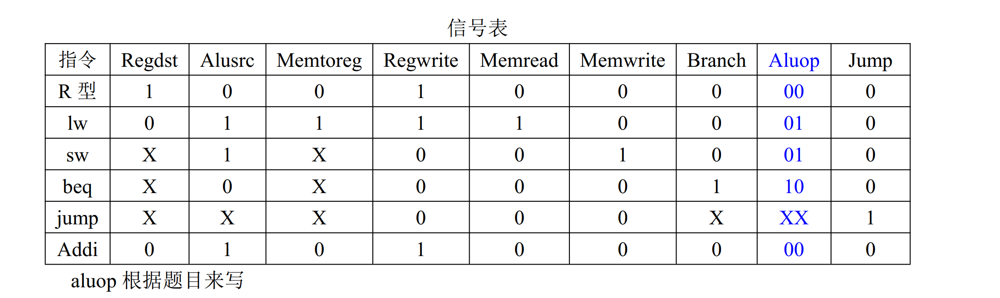 信号表
指令 Regdst Alusrc Memtoreg Regwrite Memread Memwrite Branch Aluop Jump
R 型 1 0 0 1 0 0 0 00 0
lw 0 1 1 1 1 0 0 01 0
sw X 1 X 0 0 1 0 01 0
beq X 0 X 0 0 0 1 10 0
jump X X X 0 0 0 X XX 1
Addi 0 1 0 1 0 0 0 00 0
aluop 根据题目来写